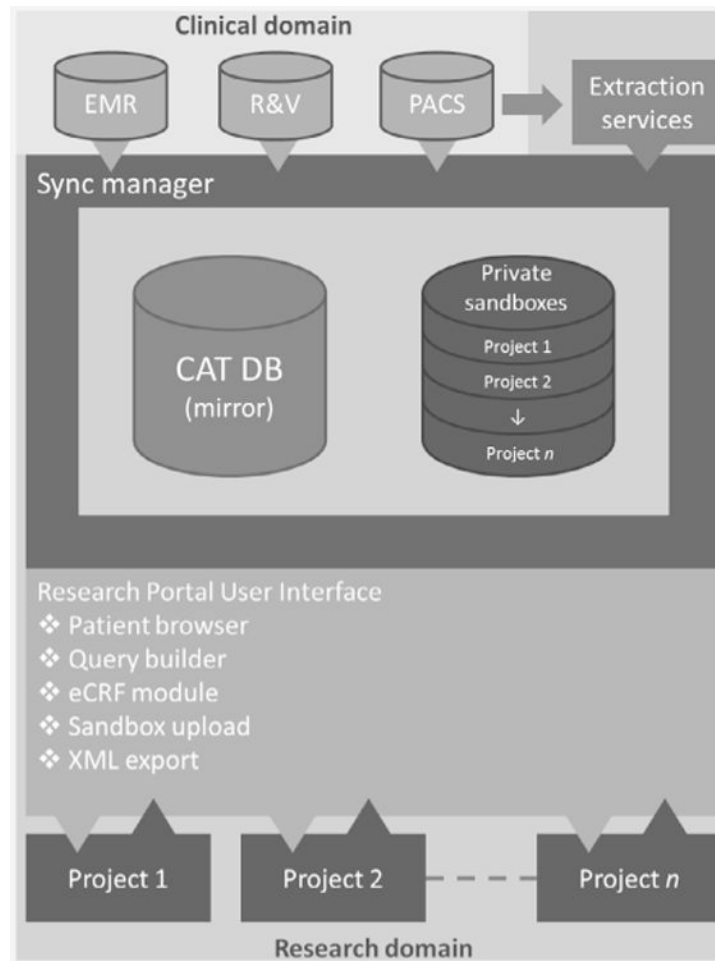 Clinical domain
EMR
R&V
PACS
Extraction
services
Sync manager
CAT DB
(mirror)
Private
sandboxes
Project 1
Project 2
↓
Project n
Research Portal User Interface
❖ Patient browser
❖ Query builder
❖ eCRF module
❖ Sandbox upload
❖ XML export
Project 1
Project 2
Project n
Research domain